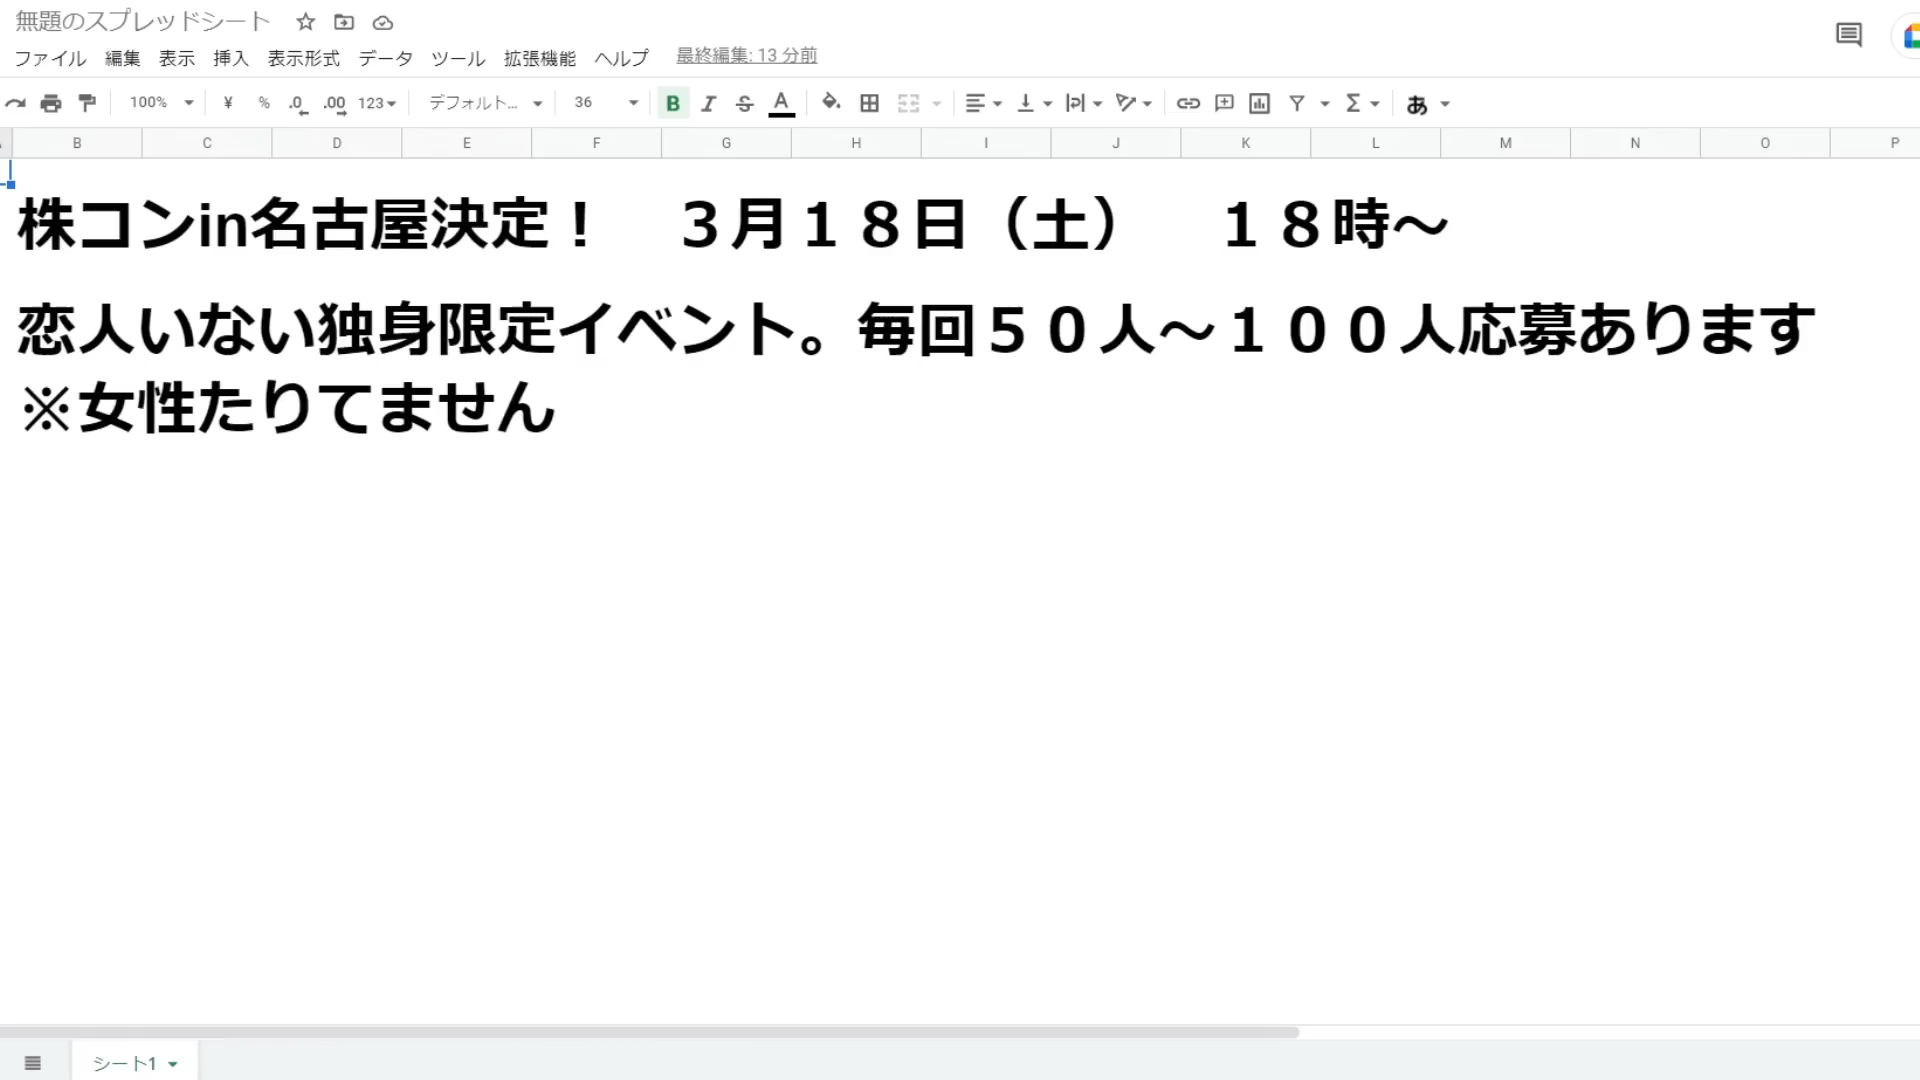 無題のスプレッドシート
ファイル 編集 表示 挿入 表示形式 データ ツール 拡張機能 ヘルプ 最終編集: 13 分前
100% ¥ % .0 .00 123 デフォルト... 36 B I S A あ
B C D E F G H I J K L M N O P
株コンin名古屋決定！　３月１８日（土）　１８時～
恋人いない独身限定イベント。毎回５０人～１００人応募あります
※女性たりてません
シート1